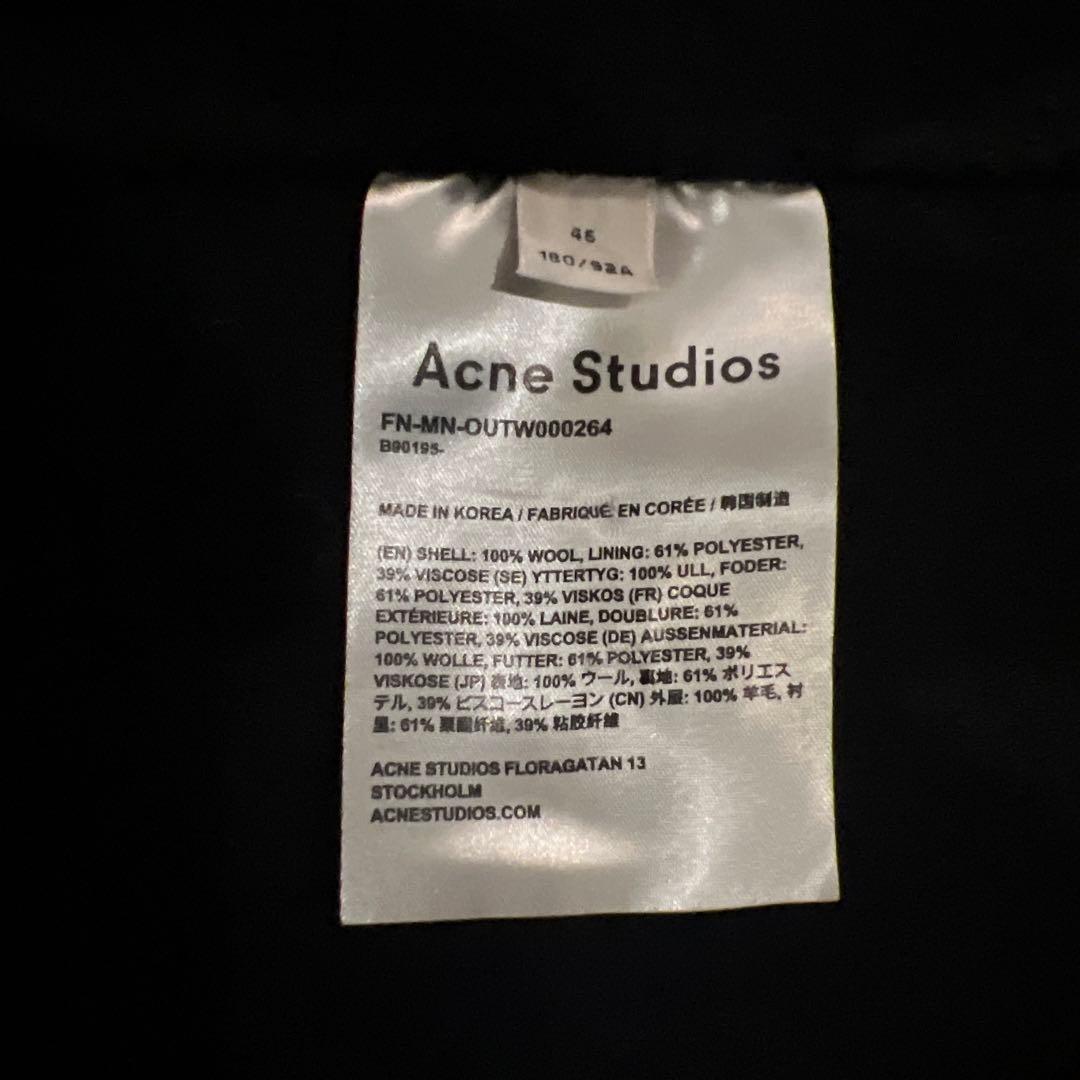 46
180/92A
Acne Studios
FN-MN-OUTW000264
B90195-
MADE IN KOREA / FABRIQUÉ EN CORÉE / 韩国制造
(EN) SHELL: 100% WOOL, LINING: 61% POLYESTER,
39% VISCOSE (SE) YTTERTYG: 100% ULL, FODER:
61% POLYESTER, 39% VISKOS (FR) COQUE
EXTÉRIEURE: 100% LAINE, DOUBLURE: 61%
POLYESTER, 39% VISCOSE (DE) AUSSENMATERIAL:
100% WOLLE, FUTTER: 61% POLYESTER, 39%
VISKOSE (JP) 表地: 100% ウール, 裏地: 61% ポリエス
テル, 39% ビスコースレーヨン (CN) 外层: 100% 羊毛, 衬
里: 61% 聚酯纤维, 39% 粘胶纤维
ACNE STUDIOS FLORAGATAN 13
STOCKHOLM
ACNESTUDIOS.COM